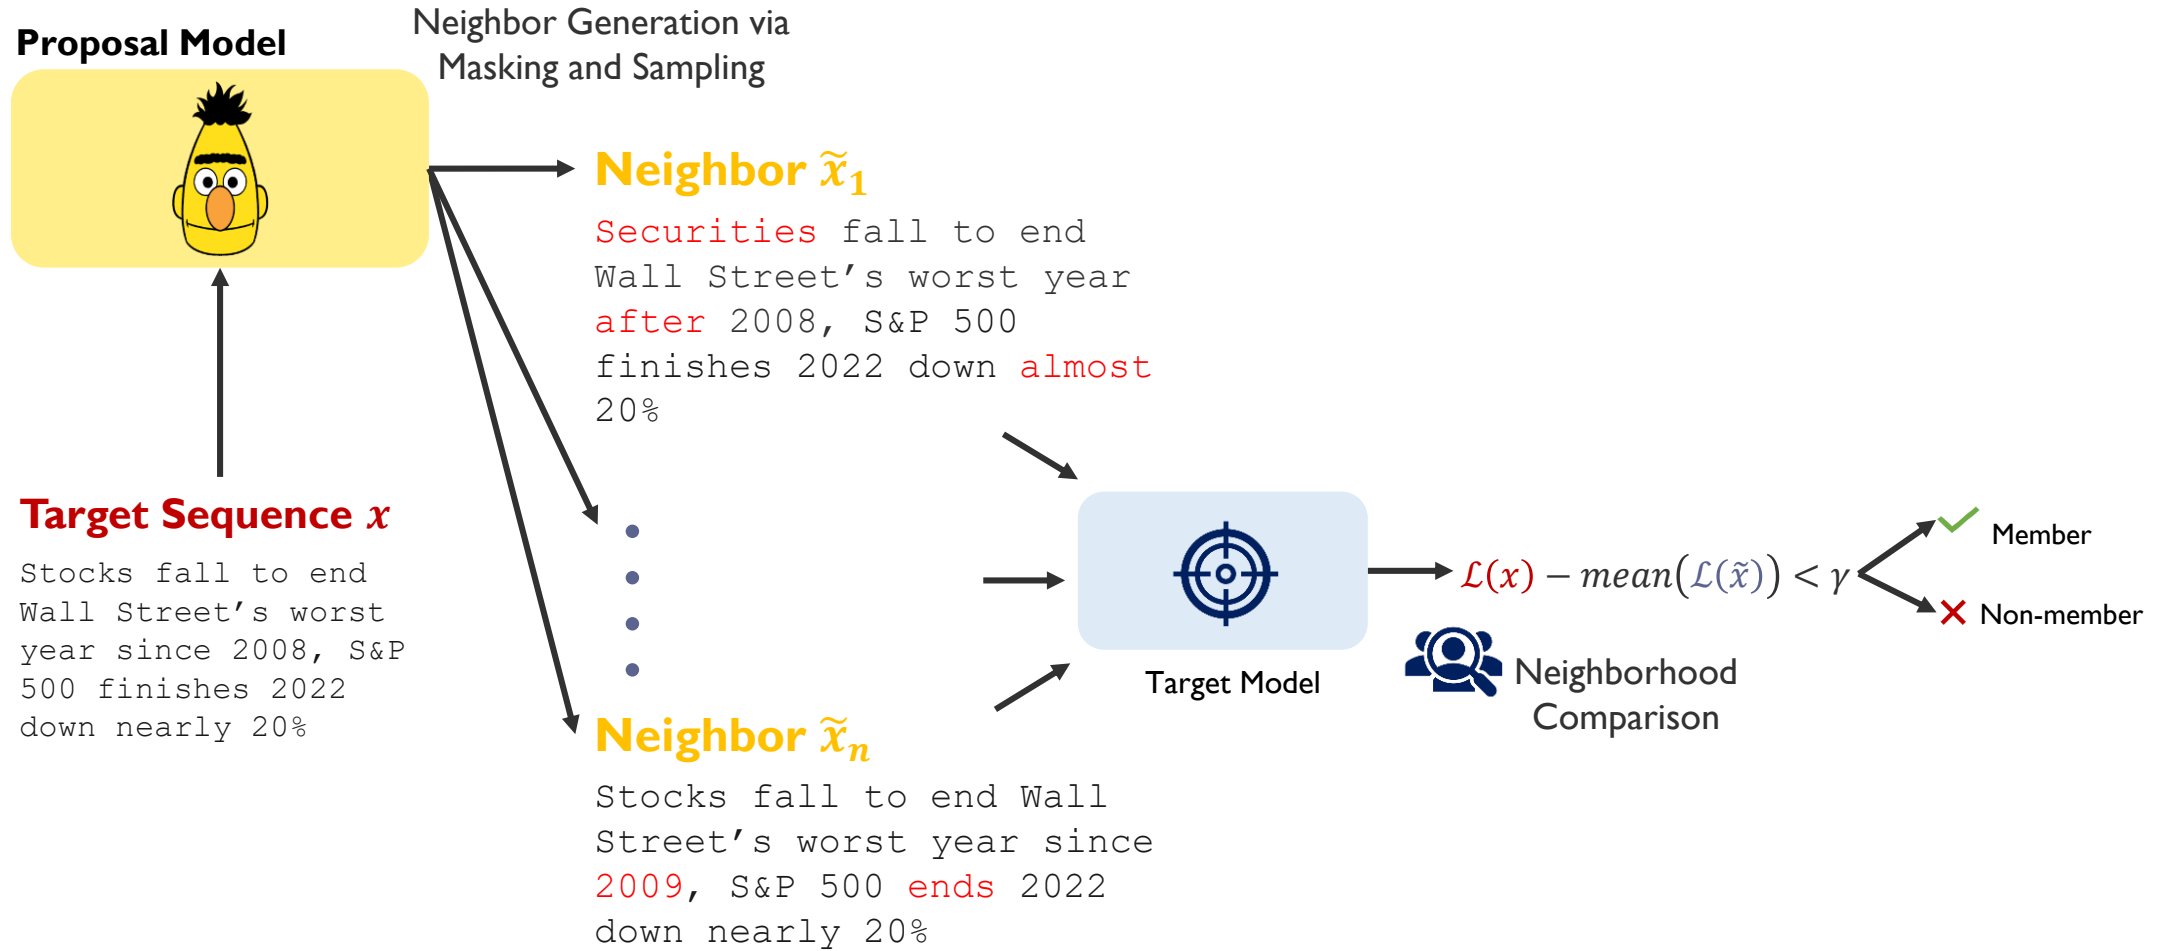 Proposal Model
Neighbor Generation via
Masking and Sampling
Target Sequence x
Stocks fall to end
Wall Street’s worst
year since 2008, S&P
500 finishes 2022
down nearly 20%
Neighbor x̃₁
Securities fall to end
Wall Street’s worst year
after 2008, S&P 500
finishes 2022 down almost
20%
Neighbor x̃ₙ
Stocks fall to end Wall
Street’s worst year since
2009, S&P 500 ends 2022
down nearly 20%
Target Model
ℒ(x) − mean(ℒ(x̃)) < γ
Neighborhood
Comparison
Member
Non-member